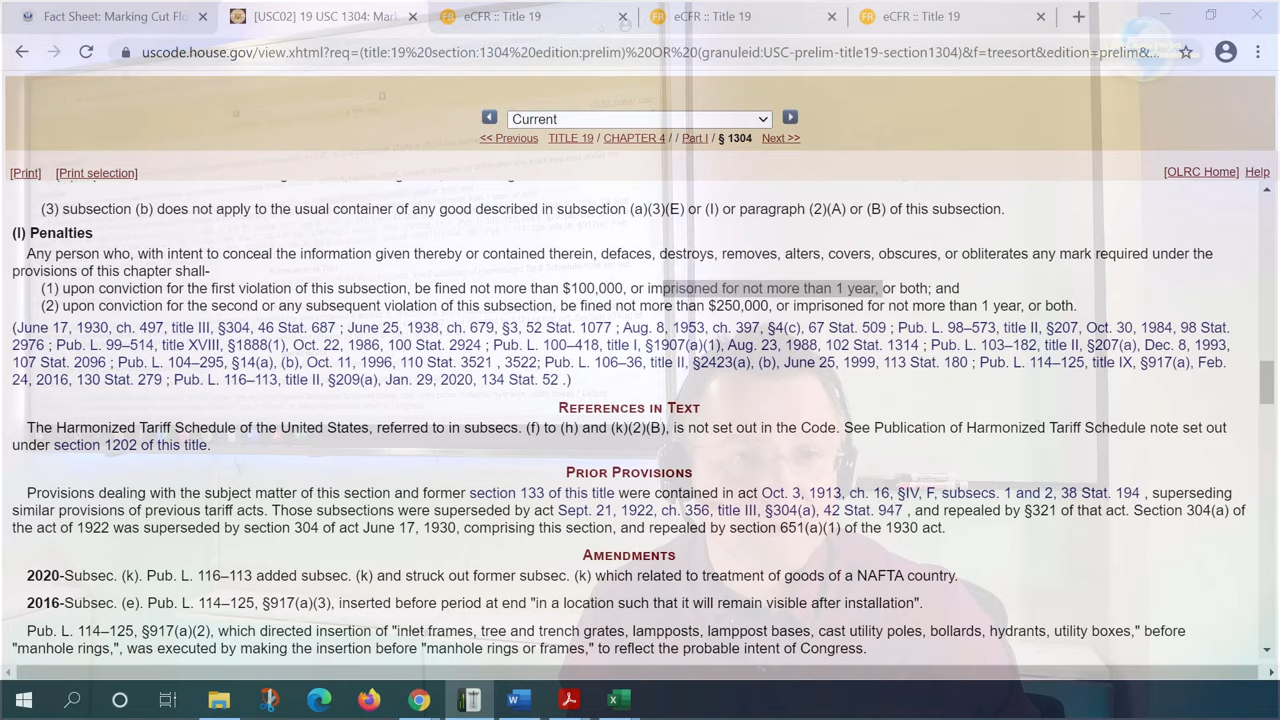 Fact Sheet: Marking Cut Flo
[USC02] 19 USC 1304: Mar
eCFR :: Title 19
eCFR :: Title 19
eCFR :: Title 19
uscode.house.gov/view.xhtml?req=(title:19%20section:1304%20edition:prelim)%20OR%20(granuleid:USC-prelim-title19-section1304)&f=treesort&edition=prelim&...
Current
<< Previous TITLE 19 / CHAPTER 4 / / Part I / § 1304 Next >>
[Print] [Print selection] [OLRC Home] Help
(3) subsection (b) does not apply to the usual container of any good described in subsection (a)(3)(E) or (I) or paragraph (2)(A) or (B) of this subsection.
(l) Penalties
Any person who, with intent to conceal the information given thereby or contained therein, defaces, destroys, removes, alters, covers, obscures, or obliterates any mark required under the
provisions of this chapter shall-
(1) upon conviction for the first violation of this subsection, be fined not more than $100,000, or imprisoned for not more than 1 year, or both; and
(2) upon conviction for the second or any subsequent violation of this subsection, be fined not more than $250,000, or imprisoned for not more than 1 year, or both.
(June 17, 1930, ch. 497, title III, §304, 46 Stat. 687 ; June 25, 1938, ch. 679, §3, 52 Stat. 1077 ; Aug. 8, 1953, ch. 397, §4(c), 67 Stat. 509 ; Pub. L. 98–573, title II, §207, Oct. 30, 1984, 98 Stat.
2976 ; Pub. L. 99–514, title XVIII, §1888(1), Oct. 22, 1986, 100 Stat. 2924 ; Pub. L. 100–418, title I, §1907(a)(1), Aug. 23, 1988, 102 Stat. 1314 ; Pub. L. 103–182, title II, §207(a), Dec. 8, 1993,
107 Stat. 2096 ; Pub. L. 104–295, §14(a), (b), Oct. 11, 1996, 110 Stat. 3521 , 3522; Pub. L. 106–36, title II, §2423(a), (b), June 25, 1999, 113 Stat. 180 ; Pub. L. 114–125, title IX, §917(a), Feb.
24, 2016, 130 Stat. 279 ; Pub. L. 116–113, title II, §209(a), Jan. 29, 2020, 134 Stat. 52 .)
References in Text
The Harmonized Tariff Schedule of the United States, referred to in subsecs. (f) to (h) and (k)(2)(B), is not set out in the Code. See Publication of Harmonized Tariff Schedule note set out
under section 1202 of this title.
Prior Provisions
Provisions dealing with the subject matter of this section and former section 133 of this title were contained in act Oct. 3, 1913, ch. 16, §IV, F, subsecs. 1 and 2, 38 Stat. 194 , superseding
similar provisions of previous tariff acts. Those subsections were superseded by act Sept. 21, 1922, ch. 356, title III, §304(a), 42 Stat. 947 , and repealed by §321 of that act. Section 304(a) of
the act of 1922 was superseded by section 304 of act June 17, 1930, comprising this section, and repealed by section 651(a)(1) of the 1930 act.
Amendments
2020-Subsec. (k). Pub. L. 116–113 added subsec. (k) and struck out former subsec. (k) which related to treatment of goods of a NAFTA country.
2016-Subsec. (e). Pub. L. 114–125, §917(a)(3), inserted before period at end "in a location such that it will remain visible after installation".
Pub. L. 114–125, §917(a)(2), which directed insertion of "inlet frames, tree and trench grates, lampposts, lamppost bases, cast utility poles, bollards, hydrants, utility boxes," before
"manhole rings,", was executed by making the insertion before "manhole rings or frames," to reflect the probable intent of Congress.